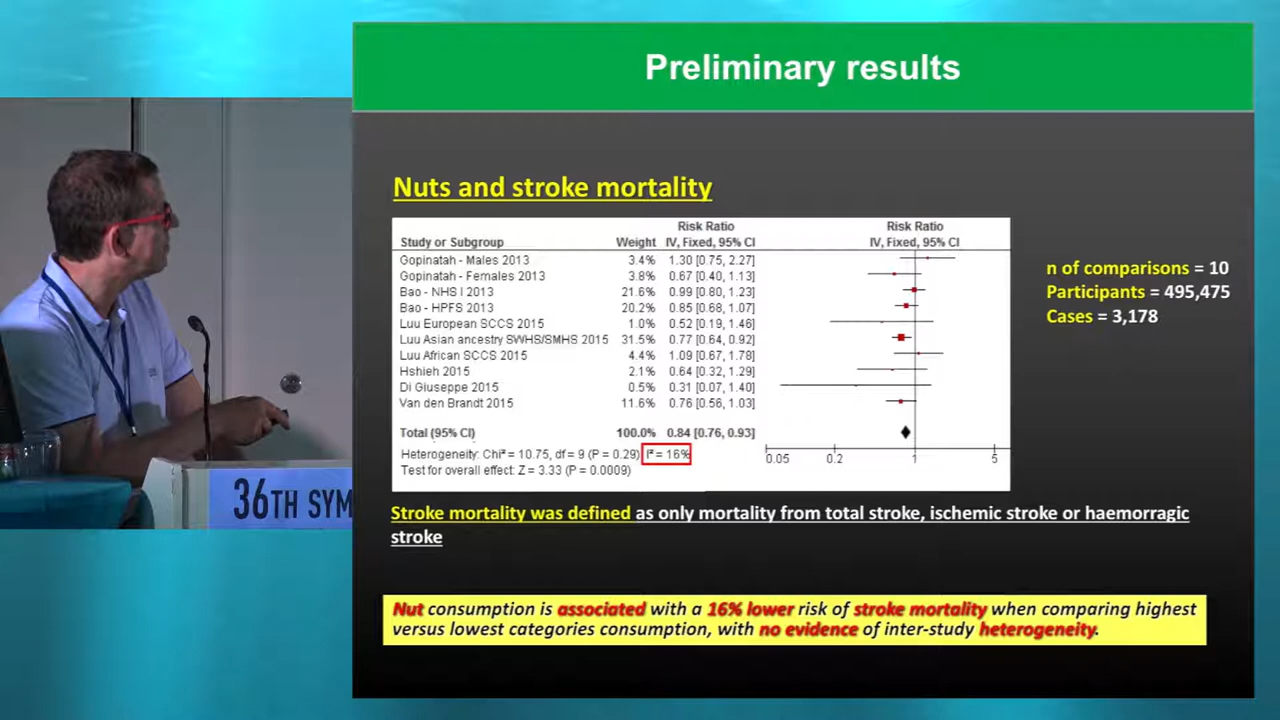 Preliminary results
Nuts and stroke mortality
Risk Ratio Risk Ratio
Study or Subgroup Weight IV, Fixed, 95% CI IV, Fixed, 95% CI
Gopinatah - Males 2013 3.4% 1.30 [0.75, 2.27]
Gopinatah - Females 2013 3.8% 0.67 [0.40, 1.13]
Bao - NHS I 2013 21.6% 0.99 [0.80, 1.23]
Bao - HPFS 2013 20.2% 0.85 [0.68, 1.07]
Luu European SCCS 2015 1.0% 0.52 [0.19, 1.46]
Luu Asian ancestry SWHS/SMHS 2015 31.5% 0.77 [0.64, 0.92]
Luu African SCCS 2015 4.4% 1.09 [0.67, 1.78]
Hshieh 2015 2.1% 0.64 [0.32, 1.29]
Di Giuseppe 2015 0.5% 0.31 [0.07, 1.40]
Van den Brandt 2015 11.6% 0.76 [0.56, 1.03]
Total (95% CI) 100.0% 0.84 [0.76, 0.93]
Heterogeneity: Chi² = 10.75, df = 9 (P = 0.29) I² = 16%
Test for overall effect: Z = 3.33 (P = 0.0009)
0.05 0.2 1 5
n of comparisons = 10
Participants = 495,475
Cases = 3,178
Stroke mortality was defined as only mortality from total stroke, ischemic stroke or haemorragic
stroke
Nut consumption is associated with a 16% lower risk of stroke mortality when comparing highest
versus lowest categories consumption, with no evidence of inter-study heterogeneity.
36TH SYM